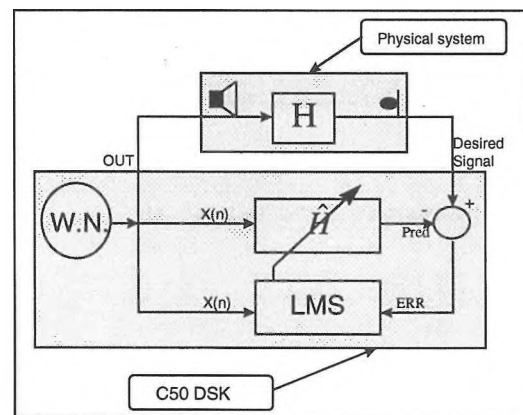 Physical system
H
OUT
Desired
Signal
W.N.
X(n)
Ĥ
-
+
Pred
X(n)
LMS
ERR
C50 DSK